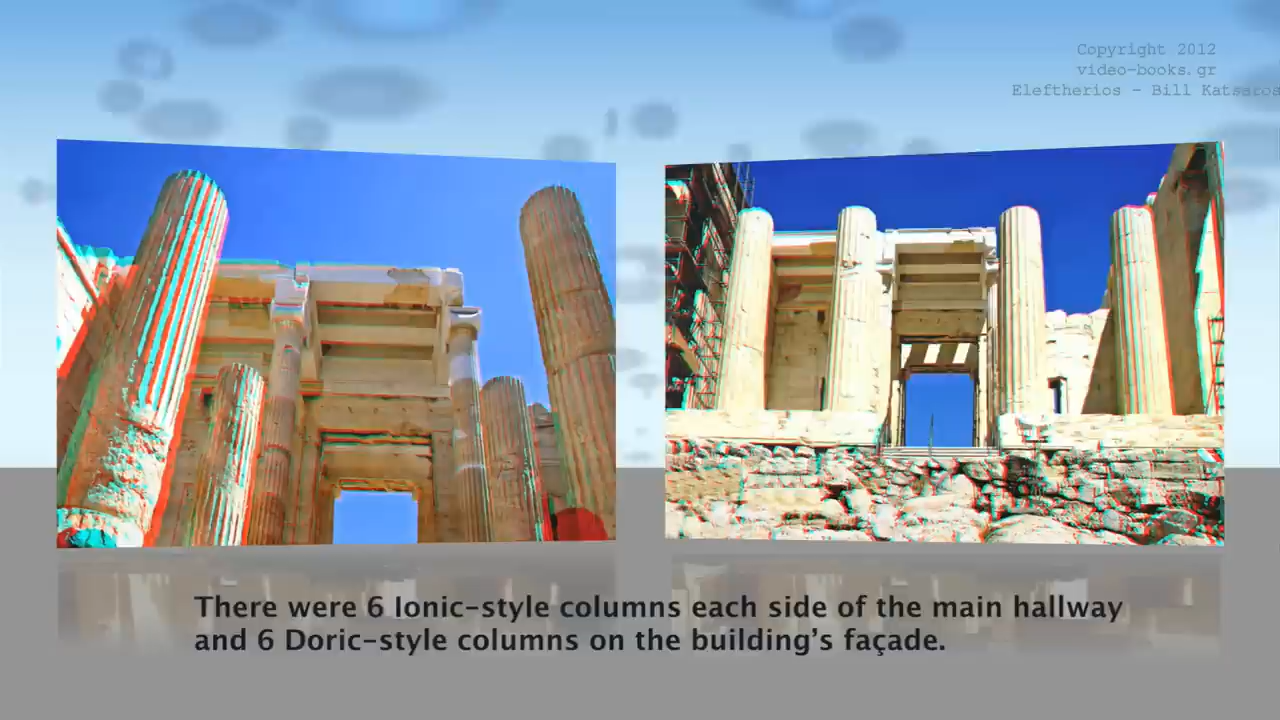 Copyright 2012
video-books.gr
Eleftherios - Bill Katseros
There were 6 Ionic-style columns each side of the main hallway
and 6 Doric-style columns on the building's façade.